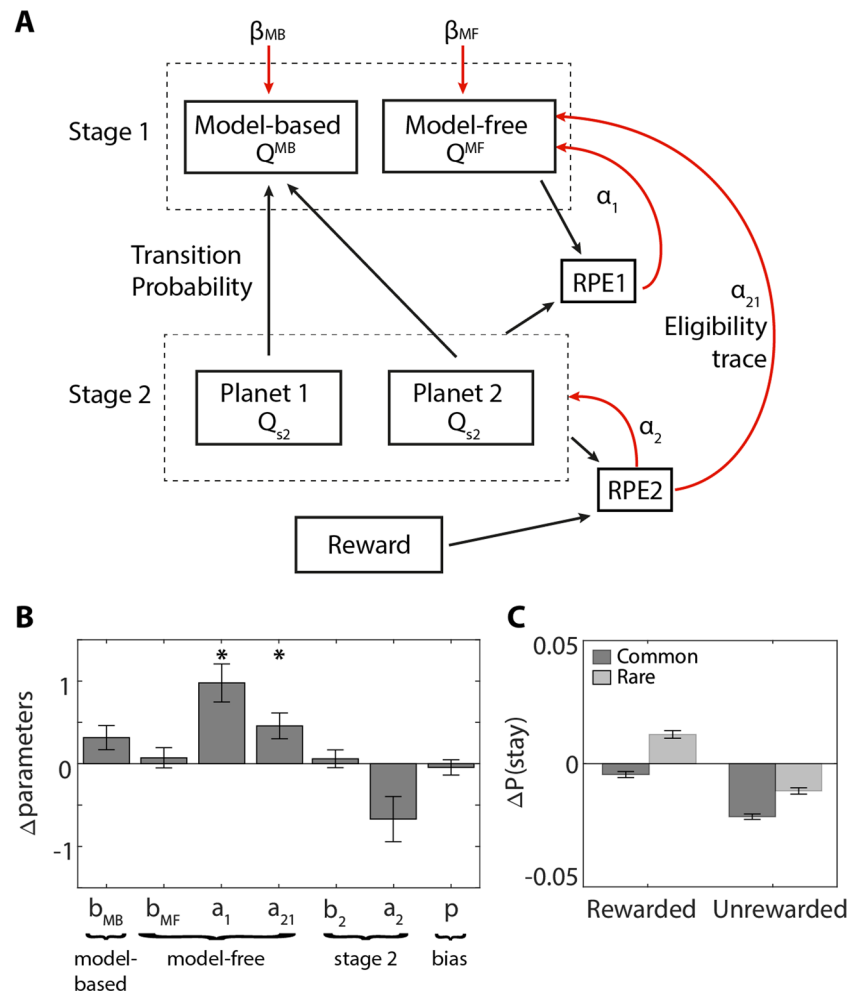 A
βMB
βMF
Stage 1
Model-based
QMB
Model-free
QMF
α1
Transition
Probability
RPE1
α21
Eligibility
trace
Stage 2
Planet 1
Qs2
Planet 2
Qs2
α2
RPE2
Reward
B
Δparameters
1
0
-1
*
*
bMB
bMF
a1
a21
b2
a2
p
model-
based
model-free
stage 2
bias
C
ΔP(stay)
0.05
0
-0.05
Common
Rare
Rewarded
Unrewarded